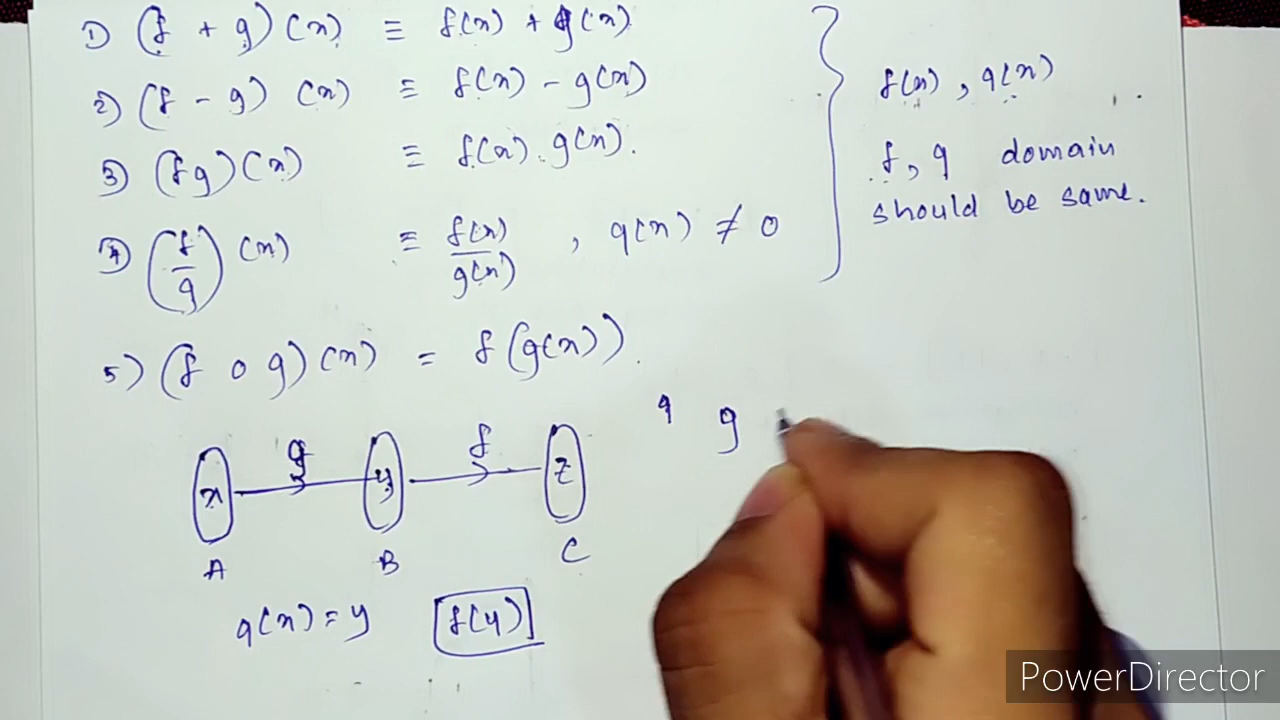 1) (f + g)(x) ≡ f(x) + g(x)
2) (f - g) (x) ≡ f(x) - g(x)
3) (fg)(x) ≡ f(x).g(x).
4) (f/g)(x) ≡ f(x)/g(x) , g(x) ≠ 0
f(x), g(x)
f, g domain
should be same.
5) (f o g)(x) = f(g(x)).
g f
x y z
A B C
g(x) = y f(y)
g g
PowerDirector